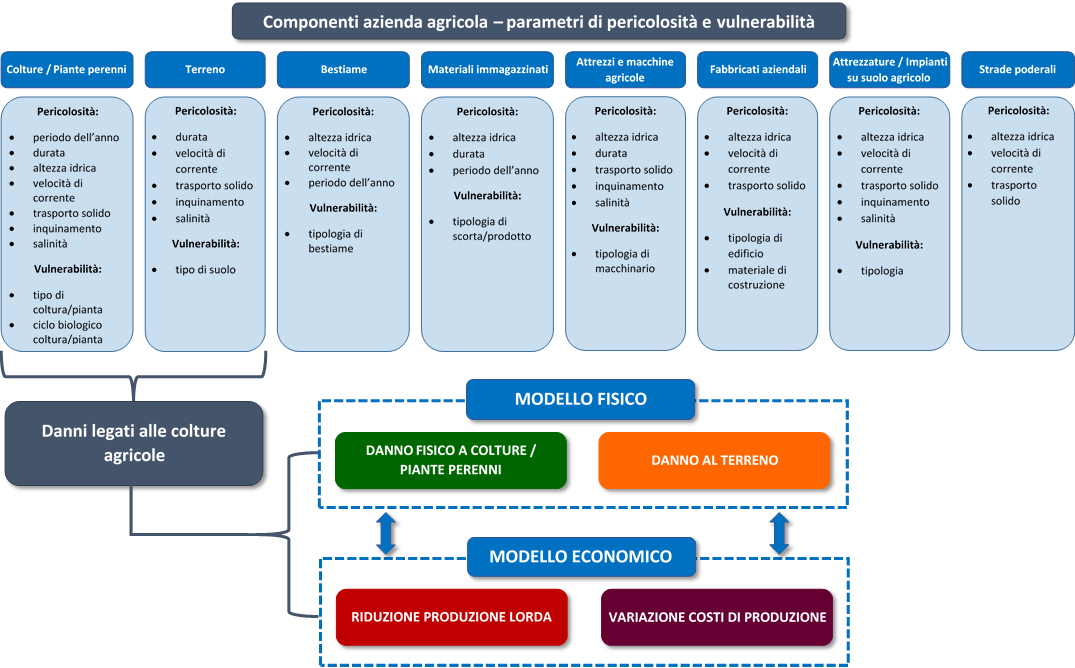 Componenti azienda agricola – parametri di pericolosità e vulnerabilità
Colture / Piante perenni
Pericolosità:
• periodo dell'anno
• durata
• altezza idrica
• velocità di
corrente
• trasporto solido
• inquinamento
• salinità
Vulnerabilità:
• tipo di
coltura/pianta
• ciclo biologico
coltura/pianta
Terreno
Pericolosità:
• durata
• velocità di
corrente
• trasporto solido
• inquinamento
• salinità
Vulnerabilità:
• tipo di suolo
Bestiame
Pericolosità:
• altezza idrica
• velocità di
corrente
• periodo dell'anno
Vulnerabilità:
• tipologia di
bestiame
Materiali immagazzinati
Pericolosità:
• altezza idrica
• durata
• periodo dell'anno
Vulnerabilità:
• tipologia di
scorta/prodotto
Attrezzi e macchine
agricole
Pericolosità:
• altezza idrica
• durata
• trasporto solido
• inquinamento
• salinità
Vulnerabilità:
• tipologia di
macchinario
Fabbricati aziendali
Pericolosità:
• altezza idrica
• velocità di
corrente
• trasporto solido
Vulnerabilità:
• tipologia di
edificio
• materiale di
costruzione
Attrezzature / Impianti
su suolo agricolo
Pericolosità:
• altezza idrica
• velocità di
corrente
• trasporto solido
• inquinamento
• salinità
Vulnerabilità:
• tipologia
Strade poderali
Pericolosità:
• altezza idrica
• velocità di
corrente
• trasporto
solido
Danni legati alle colture
agricole
MODELLO FISICO
DANNO FISICO A COLTURE /
PIANTE PERENNI
DANNO AL TERRENO
MODELLO ECONOMICO
RIDUZIONE PRODUZIONE LORDA
VARIAZIONE COSTI DI PRODUZIONE